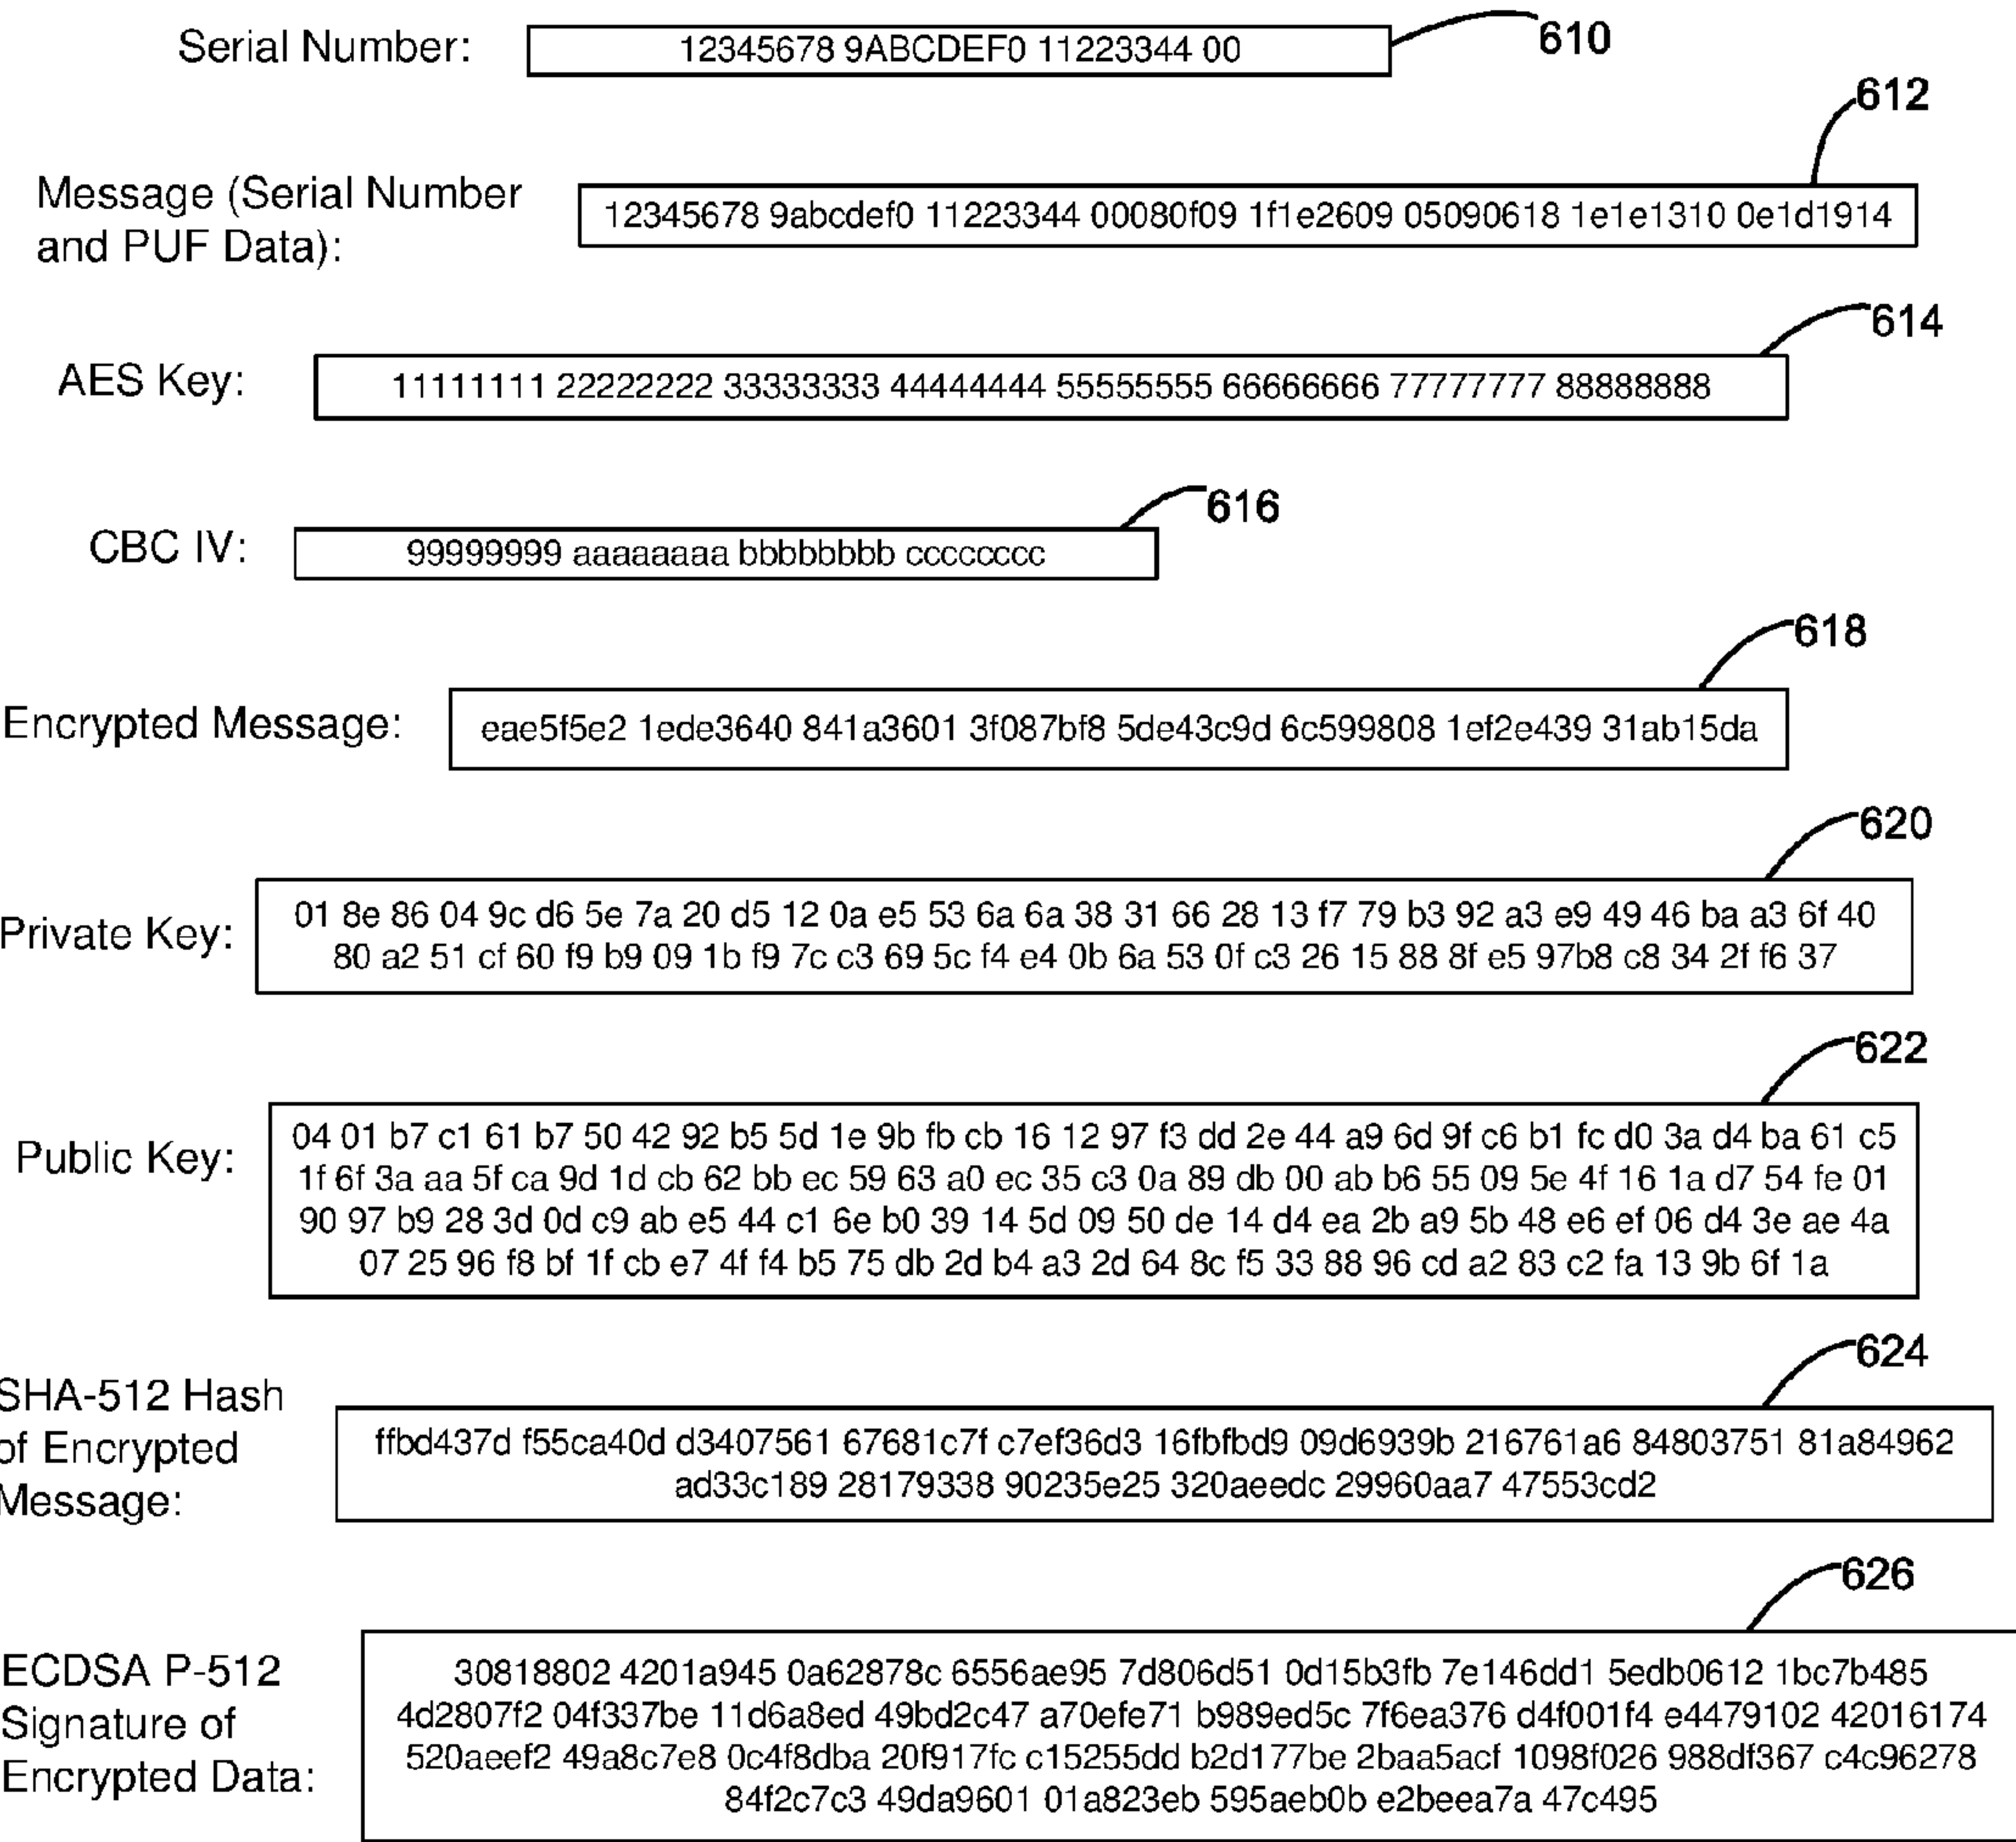 Serial Number:
12345678 9ABCDEF0 11223344 00
610
612
Message (Serial Number
and PUF Data):
12345678 9abcdef0 11223344 00080f09 1f1e2609 05090618 1e1e1310 0e1d1914
614
AES Key:
11111111 22222222 33333333 44444444 55555555 66666666 77777777 88888888
616
CBC IV:
99999999 aaaaaaaa bbbbbbbb cccccccc
618
Encrypted Message:
eae5f5e2 1ede3640 841a3601 3f087bf8 5de43c9d 6c599808 1ef2e439 31ab15da
620
Private Key:
01 8e 86 04 9c d6 5e 7a 20 d5 12 0a e5 53 6a 6a 38 31 66 28 13 f7 79 b3 92 a3 e9 49 46 ba a3 6f 40
80 a2 51 cf 60 f9 b9 09 1b f9 7c c3 69 5c f4 e4 0b 6a 53 0f c3 26 15 88 8f e5 97b8 c8 34 2f f6 37
622
Public Key:
04 01 b7 c1 61 b7 50 42 92 b5 5d 1e 9b fb cb 16 12 97 f3 dd 2e 44 a9 6d 9f c6 b1 fc d0 3a d4 ba 61 c5
1f 6f 3a aa 5f ca 9d 1d cb 62 bb ec 59 63 a0 ec 35 c3 0a 89 db 00 ab b6 55 09 5e 4f 16 1a d7 54 fe 01
90 97 b9 28 3d 0d c9 ab e5 44 c1 6e b0 39 14 5d 09 50 de 14 d4 ea 2b a9 5b 48 e6 ef 06 d4 3e ae 4a
07 25 96 f8 bf 1f cb e7 4f f4 b5 75 db 2d b4 a3 2d 64 8c f5 33 88 96 cd a2 83 c2 fa 13 9b 6f 1a
624
SHA-512 Hash
of Encrypted
Message:
ffbd437d f55ca40d d3407561 67681c7f c7ef36d3 16fbfbd9 09d6939b 216761a6 84803751 81a84962
ad33c189 28179338 90235e25 320aeedc 29960aa7 47553cd2
626
ECDSA P-512
Signature of
Encrypted Data:
30818802 4201a945 0a62878c 6556ae95 7d806d51 0d15b3fb 7e146dd1 5edb0612 1bc7b485
4d2807f2 04f337be 11d6a8ed 49bd2c47 a70efe71 b989ed5c 7f6ea376 d4f001f4 e4479102 42016174
520aeef2 49a8c7e8 0c4f8dba 20f917fc c15255dd b2d177be 2baa5acf 1098f026 988df367 c4c96278
84f2c7c3 49da9601 01a823eb 595aeb0b e2beea7a 47c495